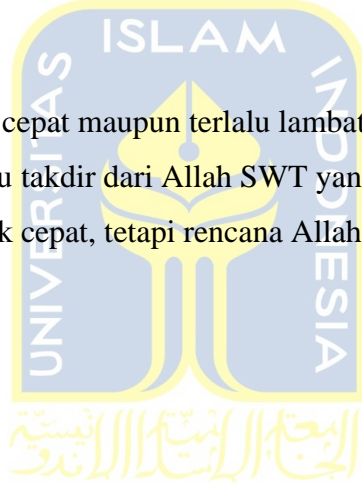 ISLAM
UNIVERSITAS
INDONESIA
cepat maupun terlalu lambat
u takdir dari Allah SWT yan
k cepat, tetapi rencana Allah